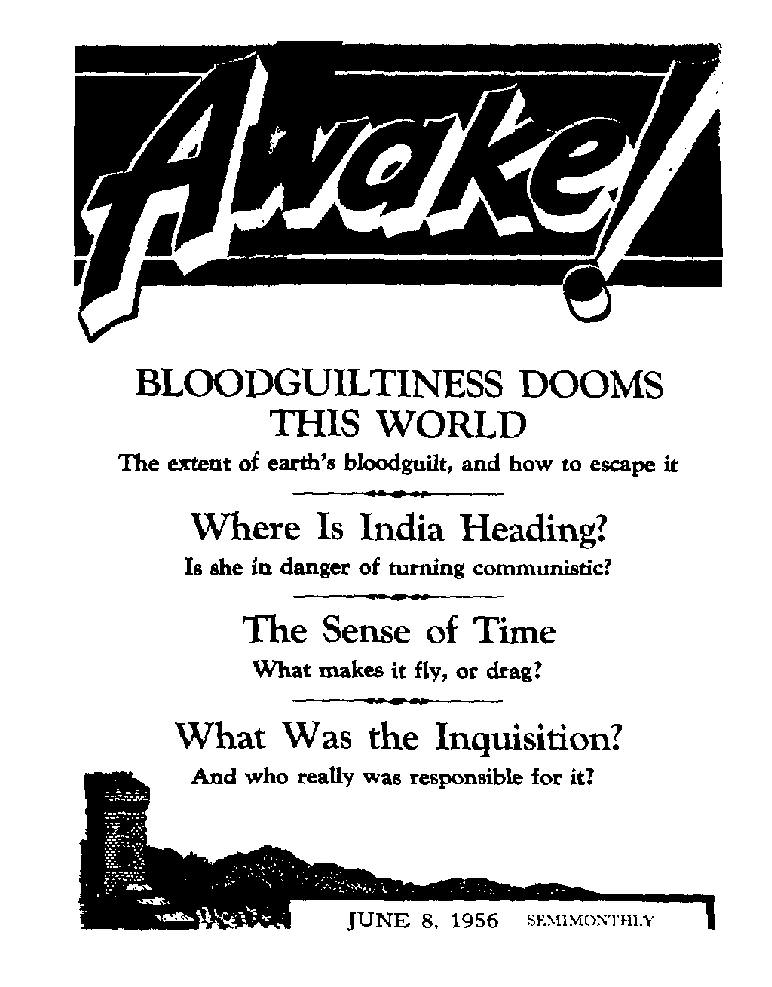 Awake!
BLOODGUILTINESS DOOMS
THIS WORLD
The extent of earth's bloodguilt, and how to escape it
Where Is India Heading?
Is she in danger of turning communistic?
The Sense of Time
What makes it fly, or drag?
What Was the Inquisition?
And who really was responsible for it?
JUNE 8, 1956 SEMIMONTHLY